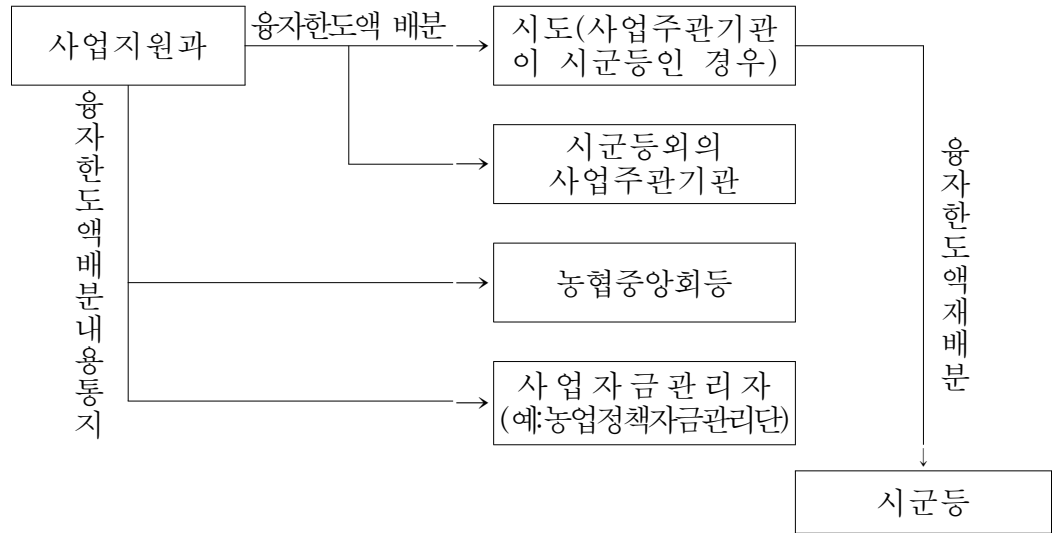 사업지원과
융자한도액 배분
시도(사업주관기관
이 시군등인 경우)
시군등외의
사업주관기관
농협중앙회등
사업자금관리자
(예:농업정책자금관리단)
융자한도액배분내용통지
융자한도액재배분
시군등